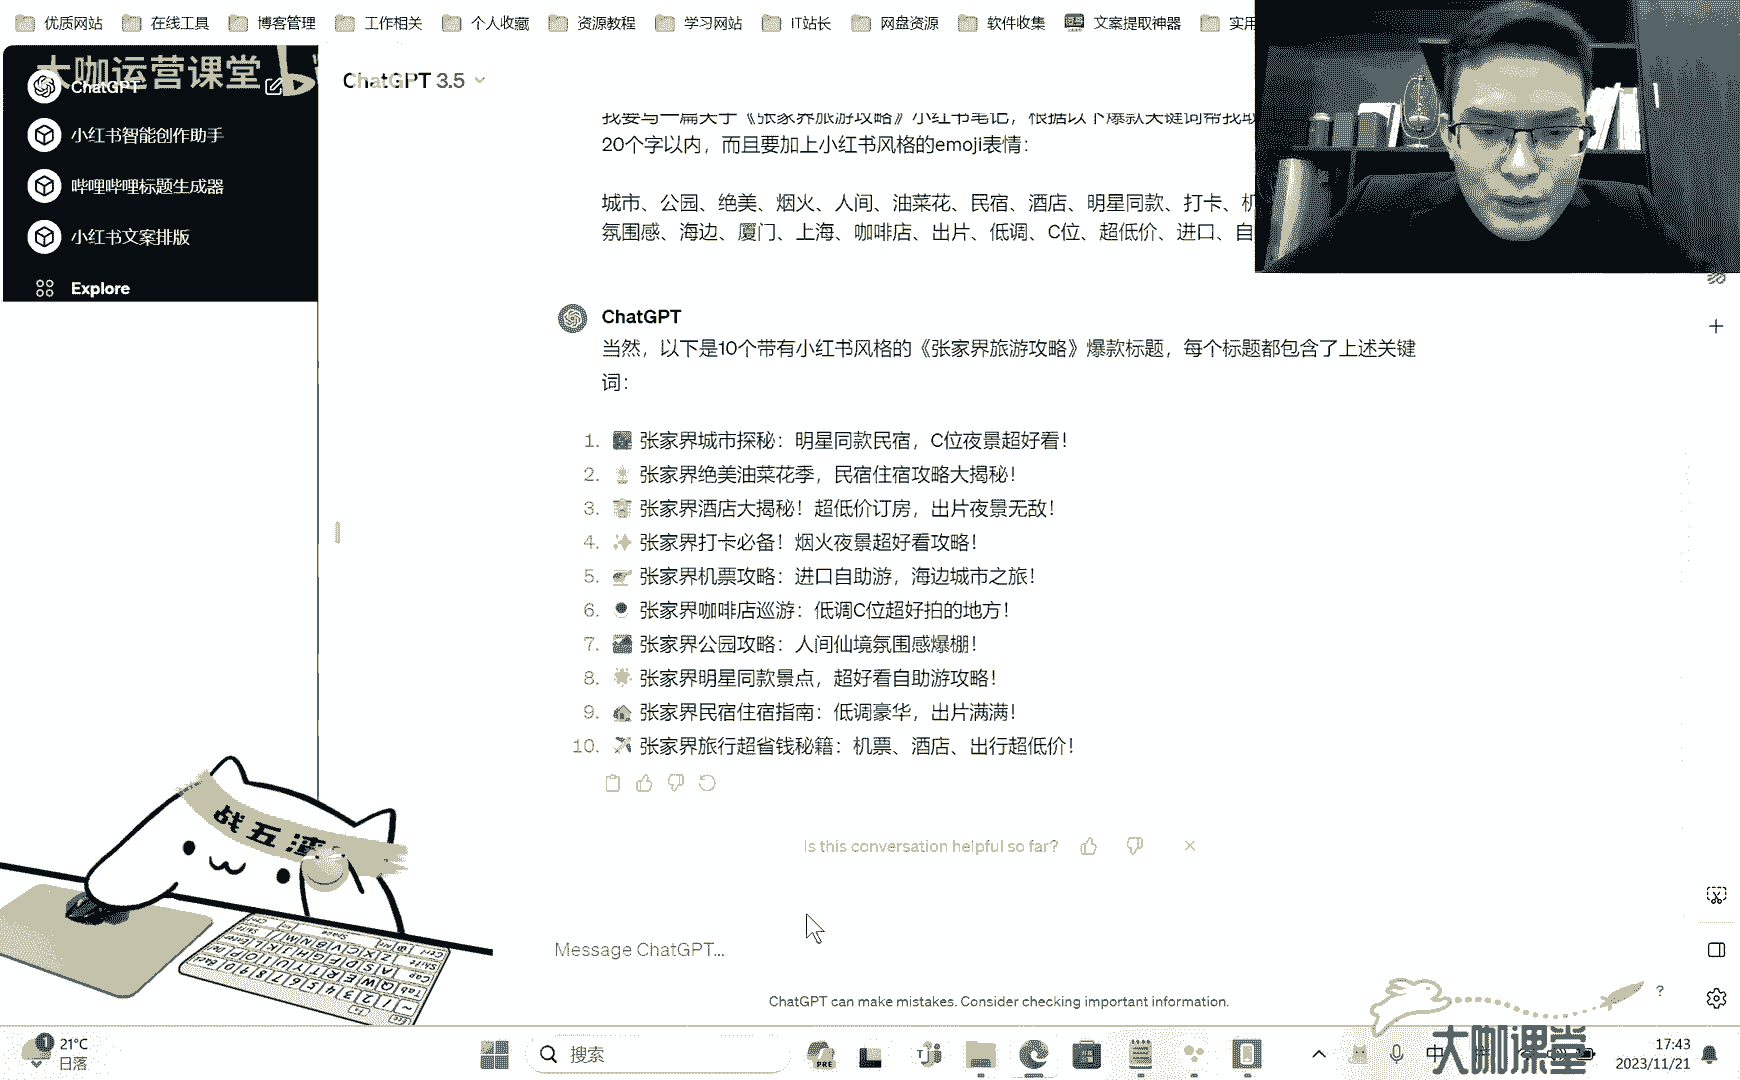 优质网站 在线工具 博客管理 工作相关 个人收藏 资源教程 学习网站 IT站长 网盘资源 软件收集 文案提取神器 实用
大咖运营课堂
ChatGPT
小红书智能创作助手
哔哩哔哩标题生成器
小红书文案排版
Explore
ChatGPT 3.5
我要写一篇关于《张家界旅游攻略》小红书笔记，根据以下爆款关键词帮我取
20个字以内，而且要加上小红书风格的emoji表情：
城市、公园、绝美、烟火、人间、油菜花、民宿、酒店、明星同款、打卡、机
氛围感、海边、厦门、上海、咖啡店、出片、低调、C位、超低价、进口、自
ChatGPT
当然，以下是10个带有小红书风格的《张家界旅游攻略》爆款标题，每个标题都包含了上述关键
词：
1. 张家界城市探秘：明星同款民宿，C位夜景超好看！
2. 张家界绝美油菜花季，民宿住宿攻略大揭秘！
3. 张家界酒店大揭秘！超低价订房，出片夜景无敌！
4. 张家界打卡必备！烟火夜景超好看攻略！
5. 张家界机票攻略：进口自助游，海边城市之旅！
6. 张家界咖啡店巡游：低调C位超好拍的地方！
7. 张家界公园攻略：人间仙境氛围感爆棚！
8. 张家界明星同款景点，超好看自助游攻略！
9. 张家界民宿住宿指南：低调豪华，出片满满！
10. 张家界旅行超省钱秘籍：机票、酒店、出行超低价！
Is this conversation helpful so far?
Message ChatGPT...
ChatGPT can make mistakes. Consider checking important information.
?
战五渣
大咖课堂
1
21°C
日落
搜索
PRE
中
17:43
2023/11/21